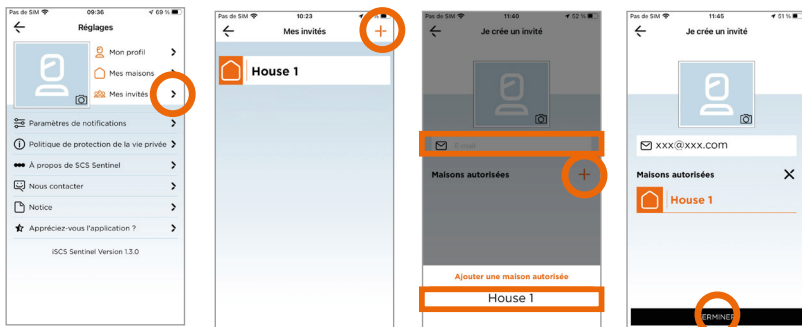 Pas de SIM 09:36 69 %
Réglages
Mon profil
Mes maisons
Mes invités
Paramètres de notifications
Politique de protection de la vie privée
À propos de SCS Sentinel
Nous contacter
Notice
Appréciez-vous l'application ?
iSCS Sentinel Version 1.3.0
Pas de SIM 10:23 %
Mes invités
House 1
Pas de SIM 11:40 52 %
Je crée un invité
E-mail
Maisons autorisées
Ajouter une maison autorisée
House 1
Pas de SIM 11:45 51 %
Je crée un invité
xxx@xxx.com
Maisons autorisées
House 1
TERMINER